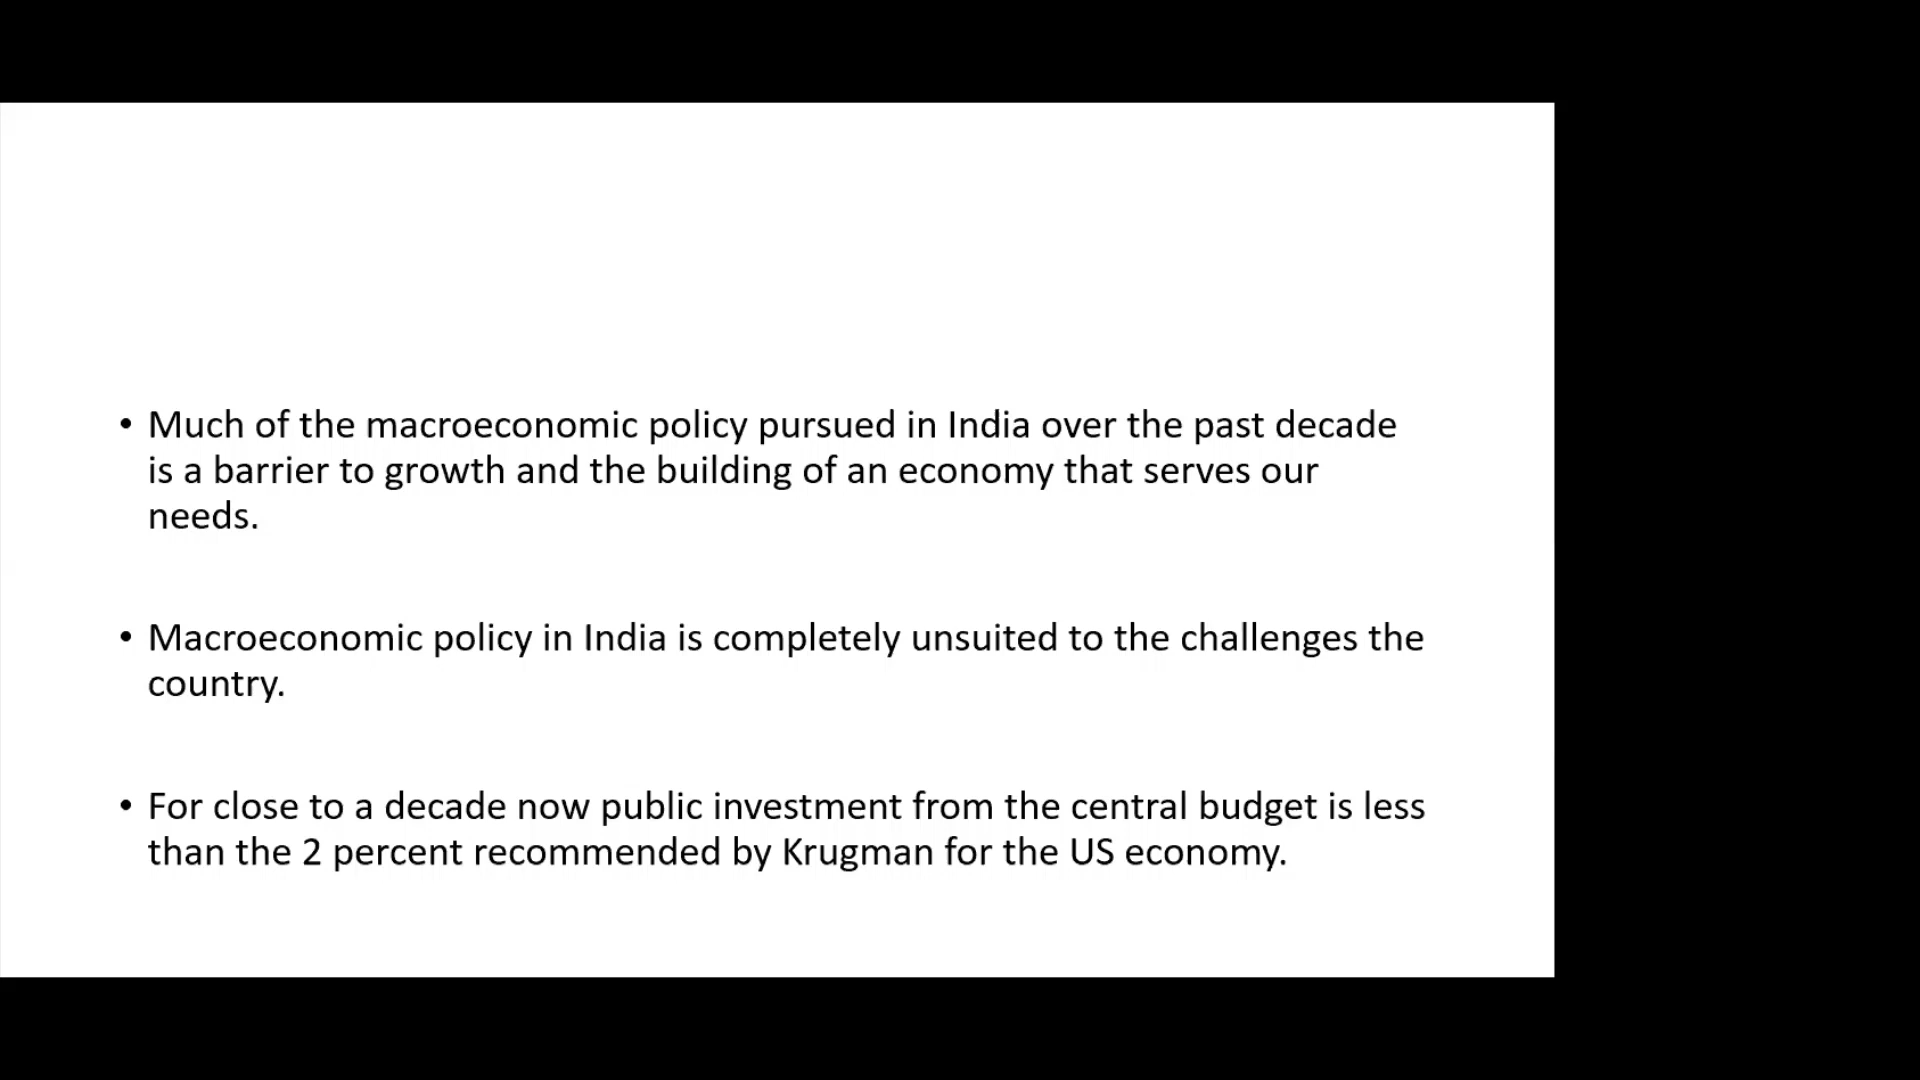 • Much of the macroeconomic policy pursued in India over the past decade
is a barrier to growth and the building of an economy that serves our
needs.
• Macroeconomic policy in India is completely unsuited to the challenges the
country.
• For close to a decade now public investment from the central budget is less
than the 2 percent recommended by Krugman for the US economy.